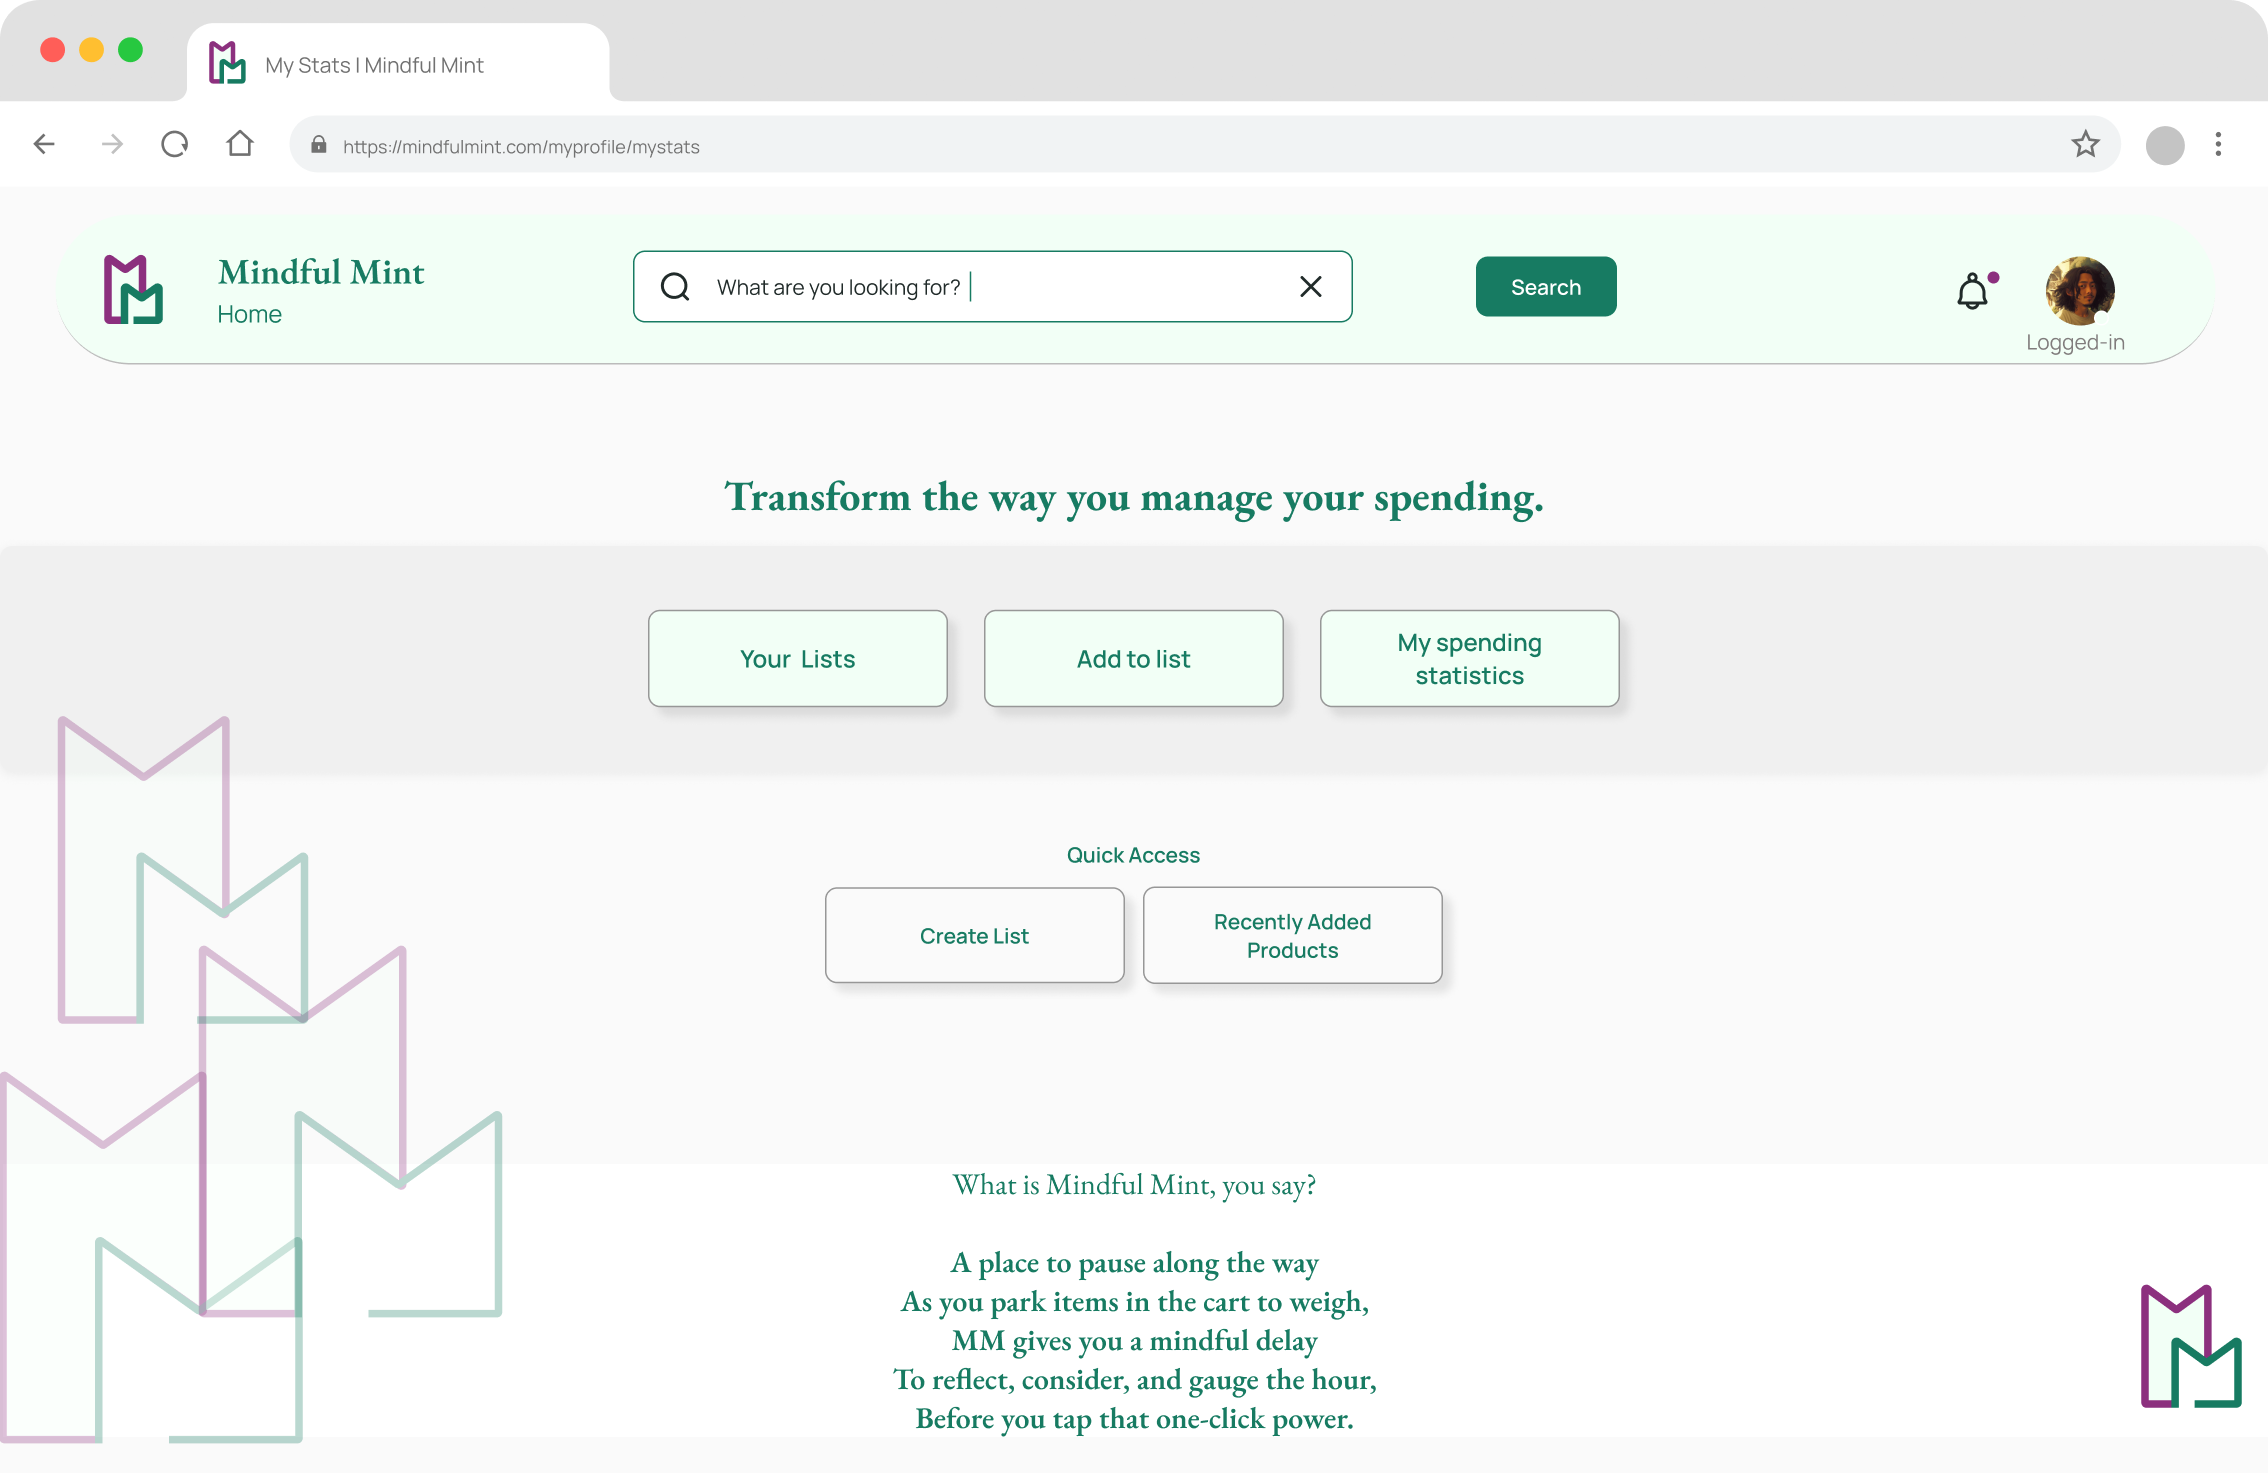 My Stats | Mindful Mint
https://mindfulmint.com/myprofile/mystats
Mindful Mint
Home
What are you looking for?
Search
Logged-in
Transform the way you manage your spending.
Your Lists
Add to list
My spending
statistics
Quick Access
Create List
Recently Added
Products
What is Mindful Mint, you say?
A place to pause along the way
As you park items in the cart to weigh,
MM gives you a mindful delay
To reflect, consider, and gauge the hour,
Before you tap that one-click power.